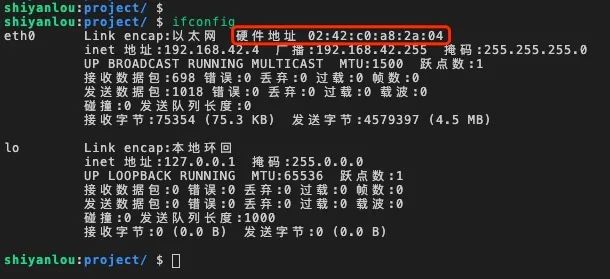 shiyanlou:project/ $
shiyanlou:project/ $ ifconfig
eth0 Link encap:以太网 硬件地址 02:42:c0:a8:2a:04
inet 地址:192.168.42.4 广播:192.168.42.255 掩码:255.255.255.0
UP BROADCAST RUNNING MULTICAST MTU:1500 跃点数:1
接收数据包:698 错误:0 丢弃:0 过载:0 帧数:0
发送数据包:1018 错误:0 丢弃:0 过载:0 载波:0
碰撞:0 发送队列长度:0
接收字节:75354 (75.3 KB) 发送字节:4579397 (4.5 MB)
lo Link encap:本地环回
inet 地址:127.0.0.1 掩码:255.0.0.0
UP LOOPBACK RUNNING MTU:65536 跃点数:1
接收数据包:0 错误:0 丢弃:0 过载:0 帧数:0
发送数据包:0 错误:0 丢弃:0 过载:0 载波:0
碰撞:0 发送队列长度:1000
接收字节:0 (0.0 B) 发送字节:0 (0.0 B)
shiyanlou:project/ $